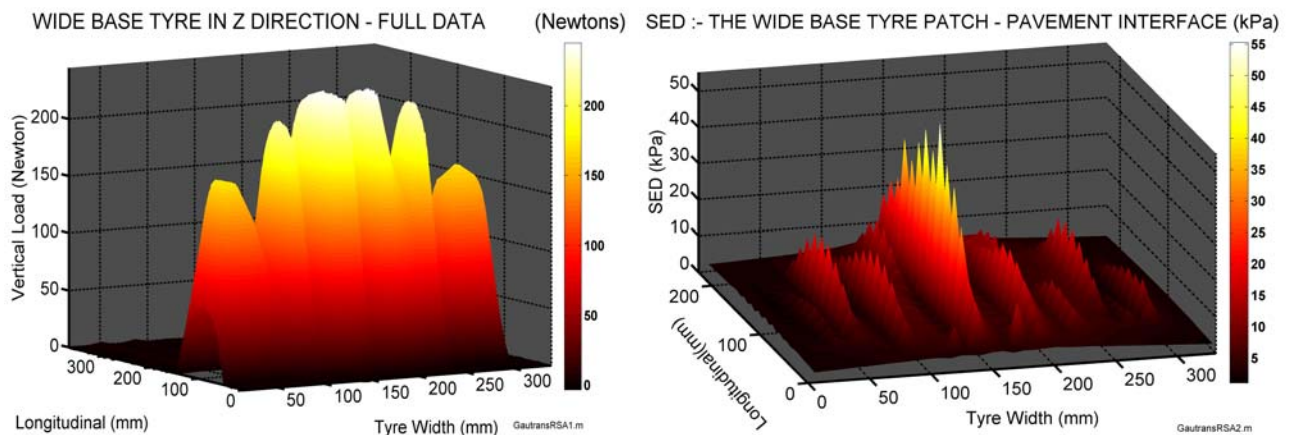 WIDE BASE TYRE IN Z DIRECTION - FULL DATA (Newtons)
200
150
100
50
0
Vertical Load (Newton)
300
200
100
0
Longitudinal (mm)
50 100 150 200 250 300
Tyre Width (mm)
200
150
100
50
0
GautransRSA1.m
SED :- THE WIDE BASE TYRE PATCH - PAVEMENT INTERFACE (kPa)
50
40
30
20
10
0
SED (kPa)
200
100
0
Longitudinal(mm)
0 50 100 150 200 250 300
Tyre Width (mm)
55
50
45
40
35
30
25
20
15
10
5
GautransRSA2.m